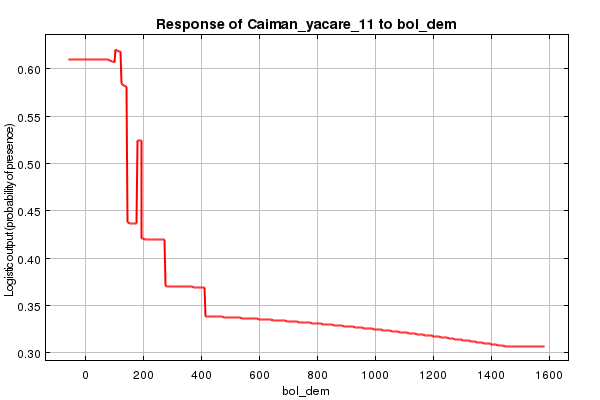 Response of Caiman_yacare_11 to bol_dem
Logistic output (probability of presence)
0.60
0.55
0.50
0.45
0.40
0.35
0.30
0 200 400 600 800 1000 1200 1400 1600
bol_dem